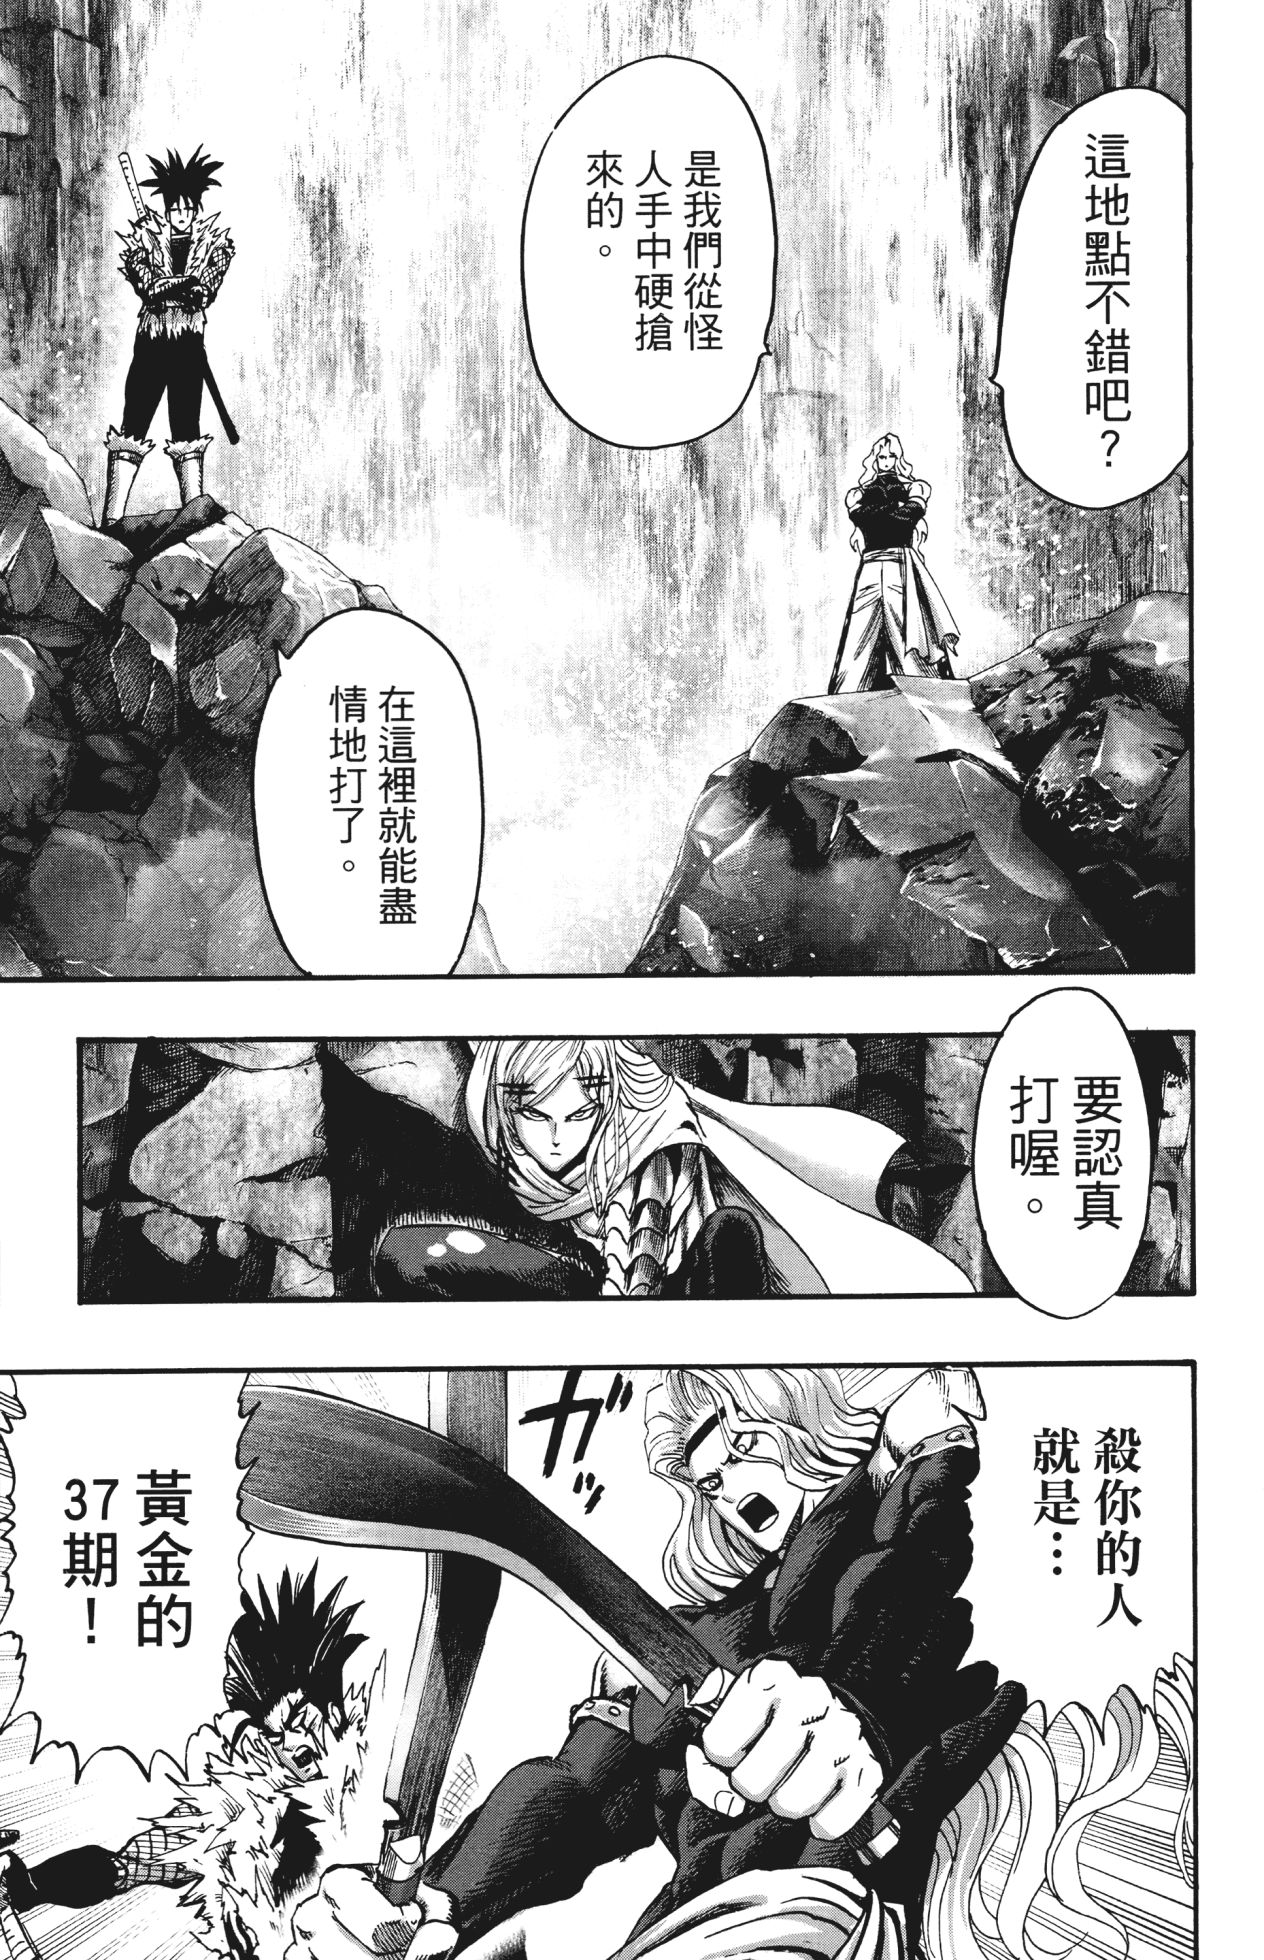 這地點不錯吧？
是我們從怪
人手中硬搶
來的。
在這裡就能盡
情地打了。
要認真
打喔。
殺你的人
就是…
ガガ
黃金的
37期！